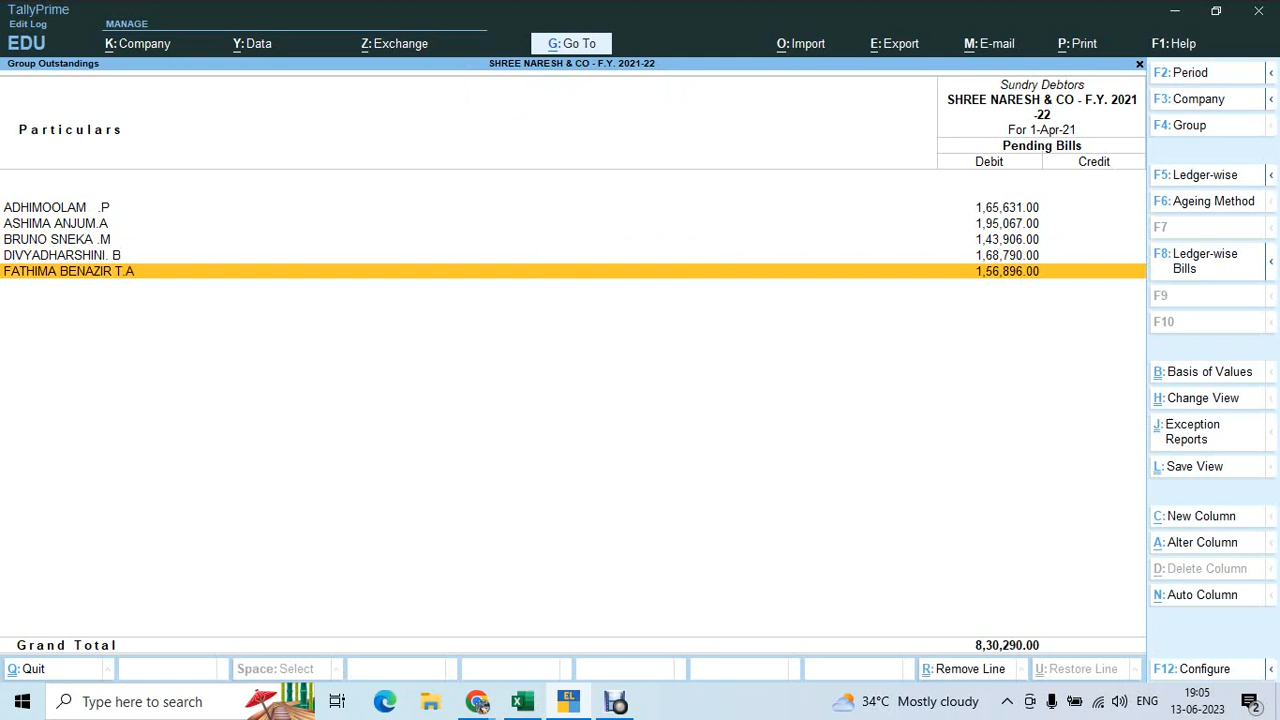 TallyPrime
Edit Log
EDU
MANAGE
K: Company
Y: Data
Z: Exchange
G: Go To
O: Import
E: Export
M: E-mail
P: Print
F1: Help
Group Outstandings
SHREE NARESH & CO - F.Y. 2021-22
Particulars
Sundry Debtors
SHREE NARESH & CO - F.Y. 2021
-22
For 1-Apr-21
Pending Bills
Debit Credit
ADHIMOOLAM .P 1,65,631.00
ASHIMA ANJUM.A 1,95,067.00
BRUNO SNEKA .M 1,43,906.00
DIVYADHARSHINI. B 1,68,790.00
FATHIMA BENAZIR T.A 1,56,896.00
Grand Total 8,30,290.00
F2: Period
F3: Company
F4: Group
F5: Ledger-wise
F6: Ageing Method
F7
F8: Ledger-wise
Bills
F9
F10
B: Basis of Values
H: Change View
J: Exception
Reports
L: Save View
C: New Column
A: Alter Column
D: Delete Column
N: Auto Column
Q: Quit
Space: Select
R: Remove Line
U: Restore Line
F12: Configure
Type here to search
34°C Mostly cloudy
ENG
19:05
13-06-2023
2